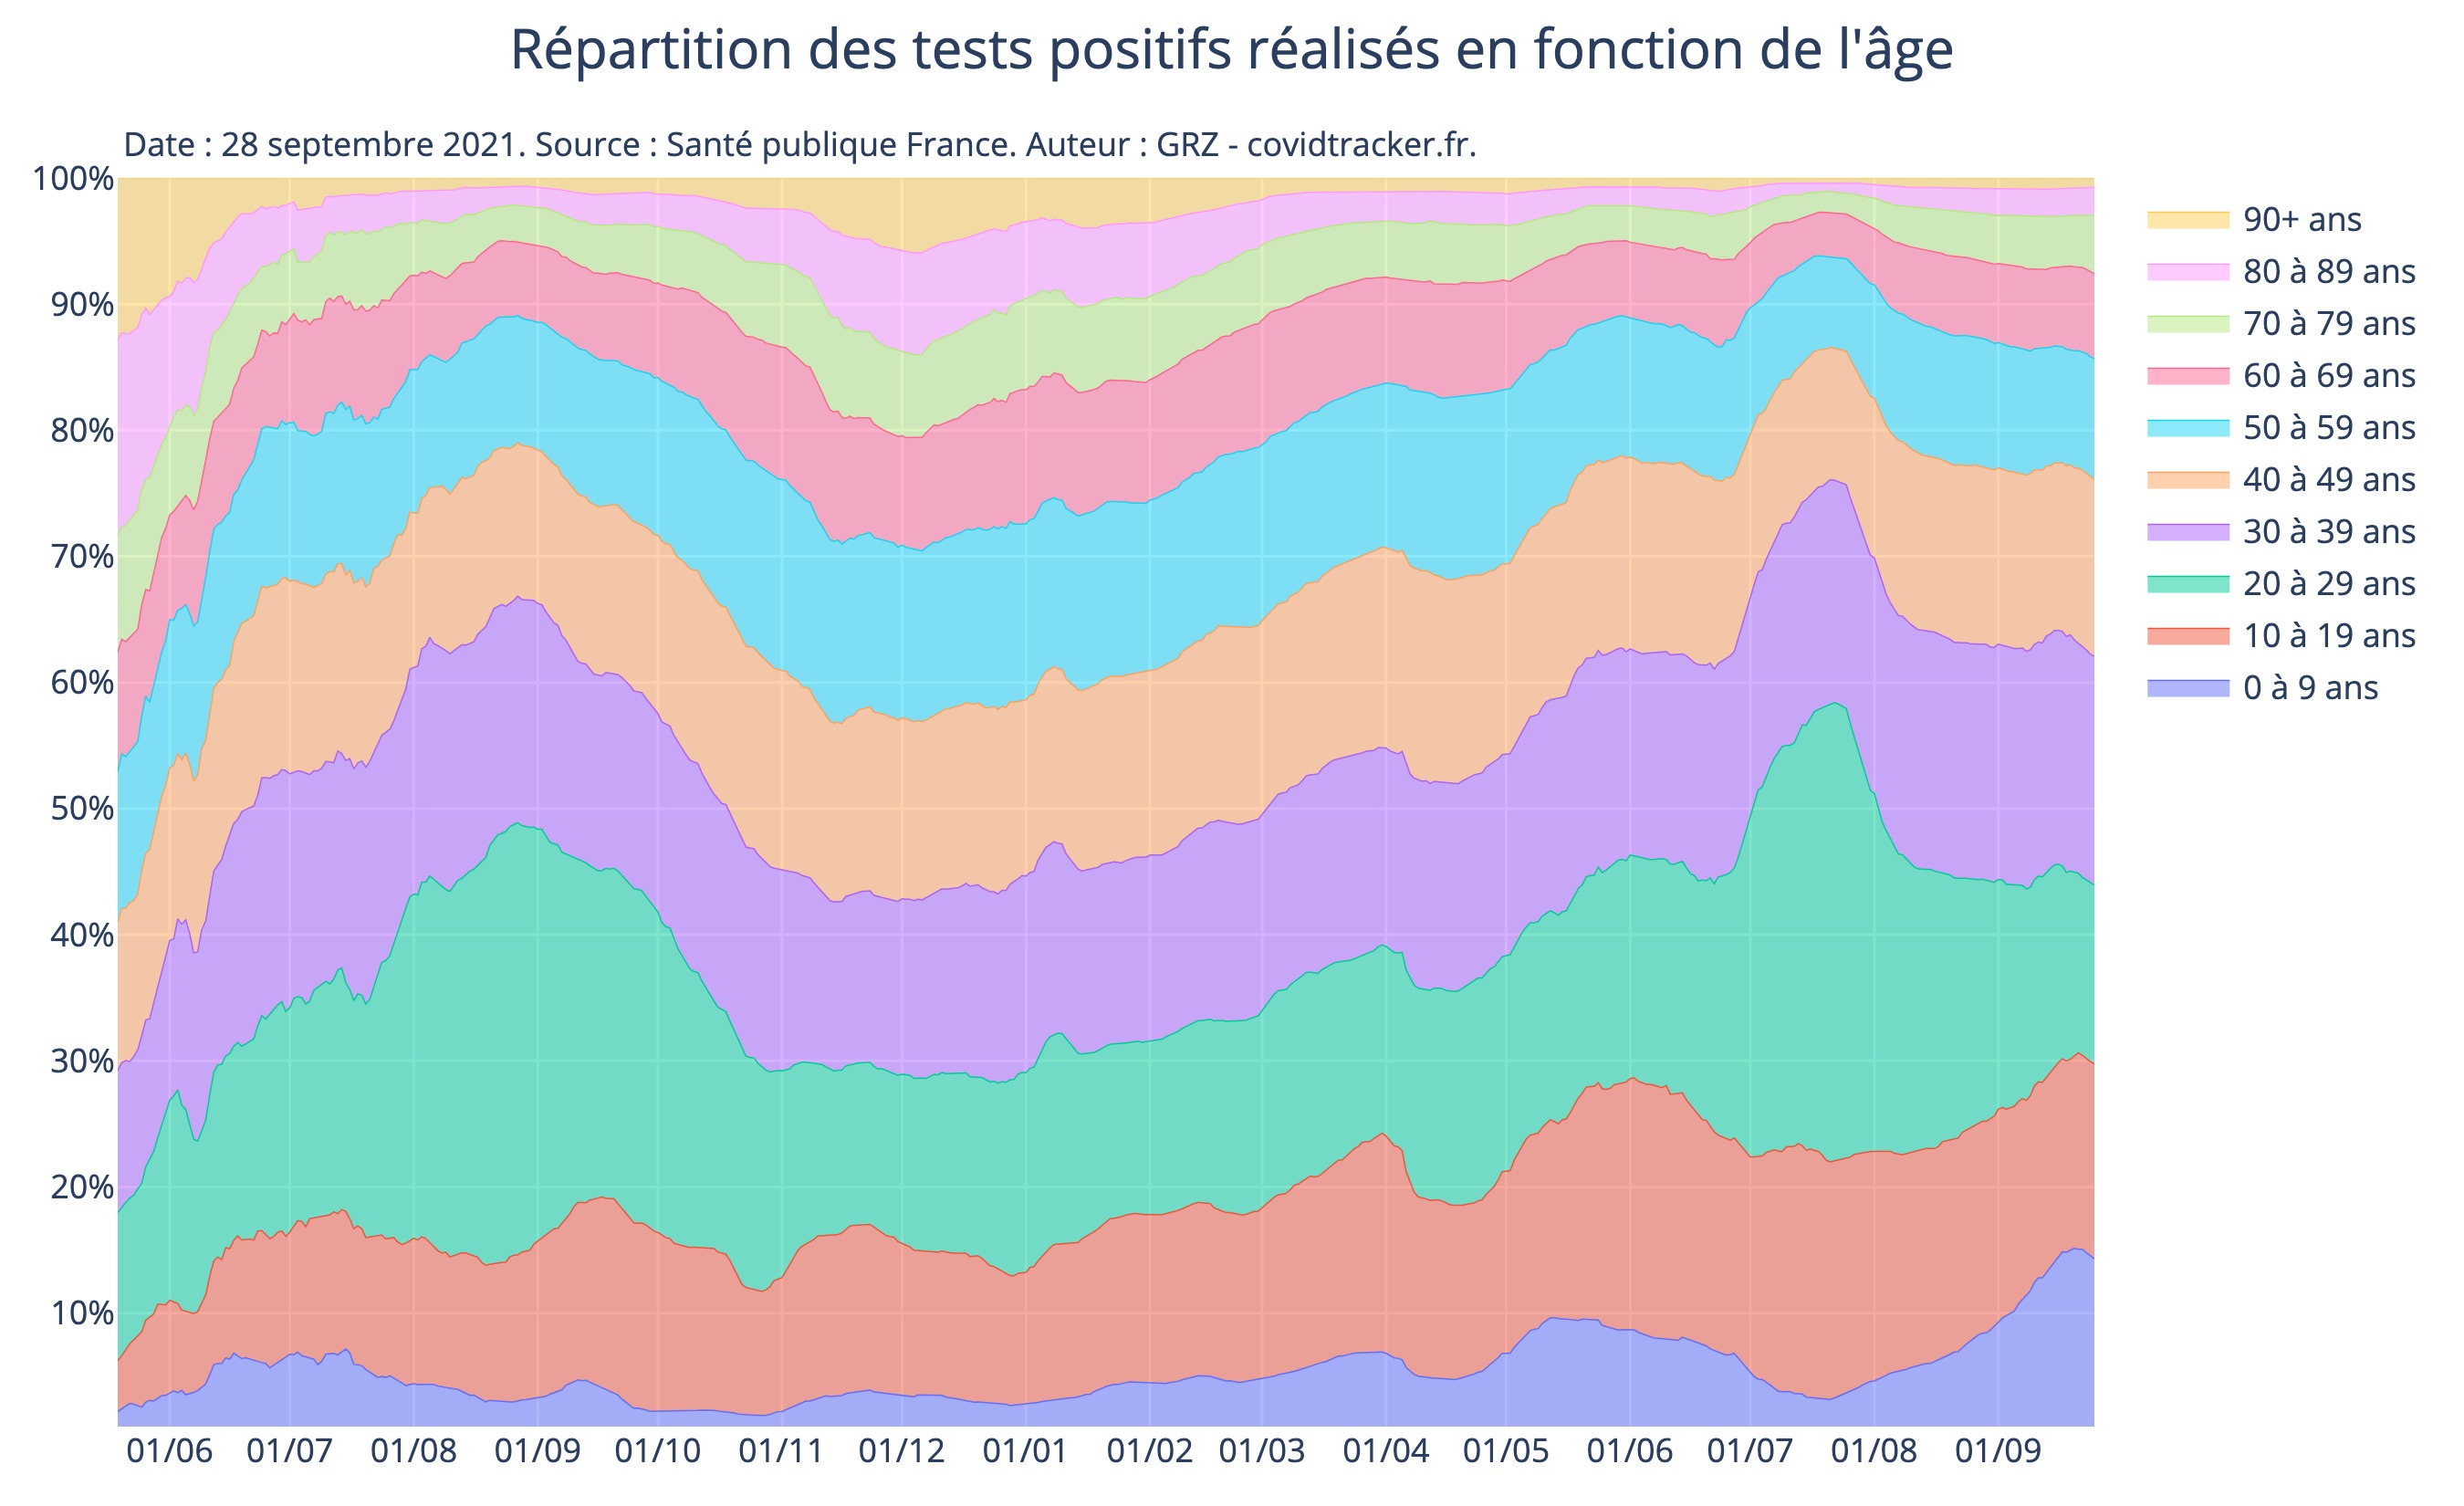 Répartition des tests positifs réalisés en fonction de l'âge
Date : 28 septembre 2021. Source : Santé publique France. Auteur : GRZ - covidtracker.fr.
100%
90%
80%
70%
60%
50%
40%
30%
20%
10%
01/06 01/07 01/08 01/09 01/10 01/11 01/12 01/01 01/02 01/03 01/04 01/05 01/06 01/07 01/08 01/09
90+ ans
80 à 89 ans
70 à 79 ans
60 à 69 ans
50 à 59 ans
40 à 49 ans
30 à 39 ans
20 à 29 ans
10 à 19 ans
0 à 9 ans